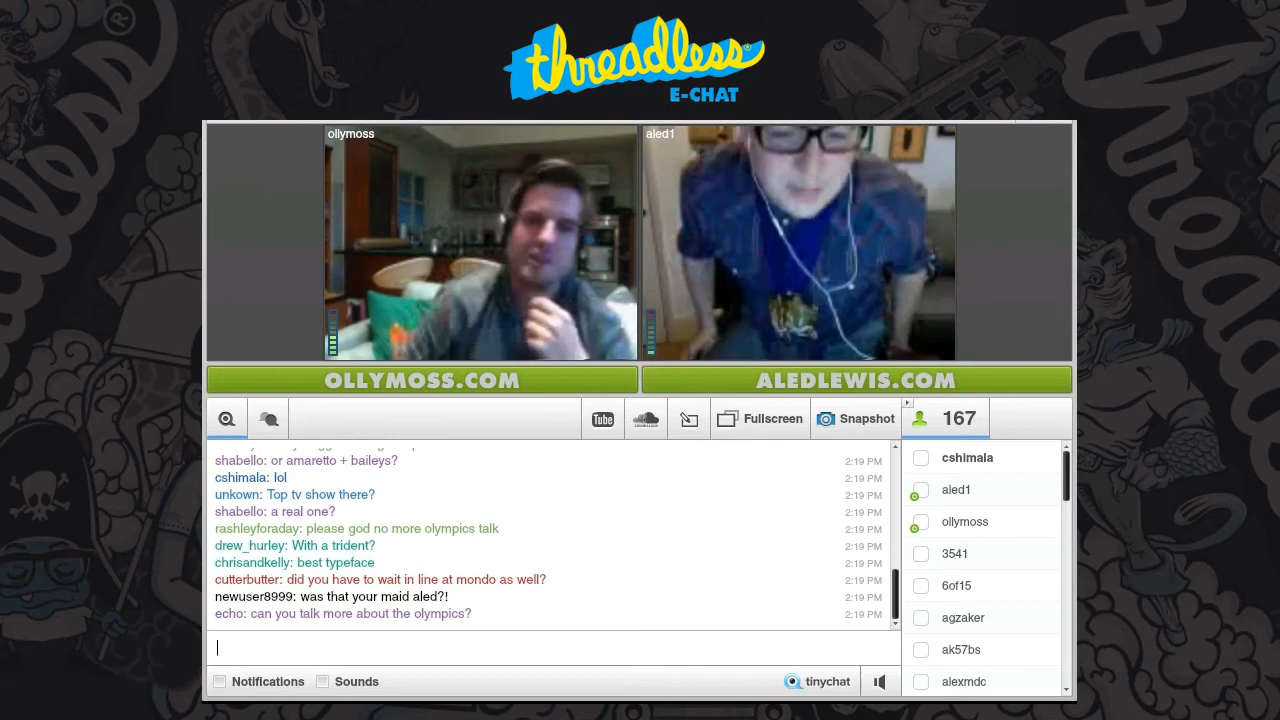 threadless
E-CHAT
ollymoss
aled1
OLLYMOSS.COM
ALEDLEWIS.COM
Tube
SOUNDCLOUD
Fullscreen
Snapshot
167
shabello: or amaretto + baileys? 2:19 PM
cshimala: lol 2:19 PM
unkown: Top tv show there? 2:19 PM
shabello: a real one? 2:19 PM
rashleyforaday: please god no more olympics talk 2:19 PM
drew_hurley: With a trident? 2:19 PM
chrisandkelly: best typeface 2:19 PM
cutterbutter: did you have to wait in line at mondo as well? 2:19 PM
newuser8999: was that your maid aled?! 2:19 PM
echo: can you talk more about the olympics? 2:19 PM
cshimala
aled1
ollymoss
3541
6of15
agzaker
ak57bs
alexmdc
Notifications
Sounds
tinychat